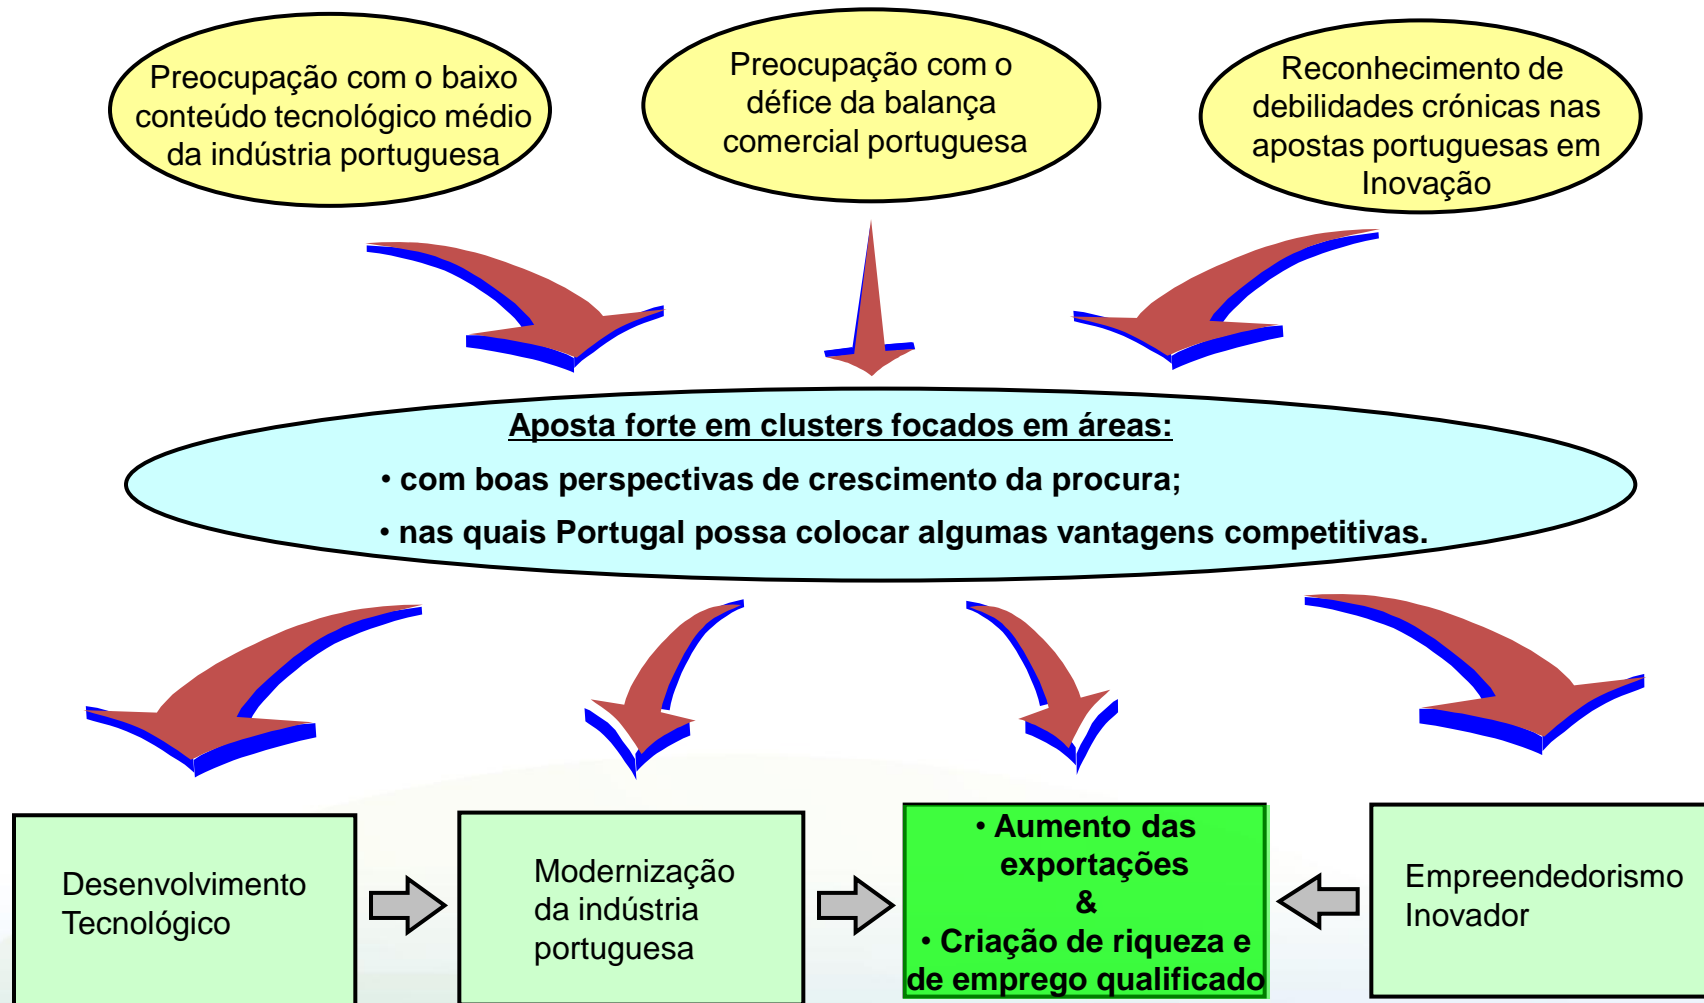 Preocupação com o baixo
conteúdo tecnológico médio
da indústria portuguesa
Preocupação com o
défice da balança
comercial portuguesa
Reconhecimento de
debilidades crónicas nas
apostas portuguesas em
Inovação
Aposta forte em clusters focados em áreas:
• com boas perspectivas de crescimento da procura;
• nas quais Portugal possa colocar algumas vantagens competitivas.
Desenvolvimento
Tecnológico
Modernização
da indústria
portuguesa
• Aumento das
exportações
&
• Criação de riqueza e
de emprego qualificado
Empreendedorismo
Inovador